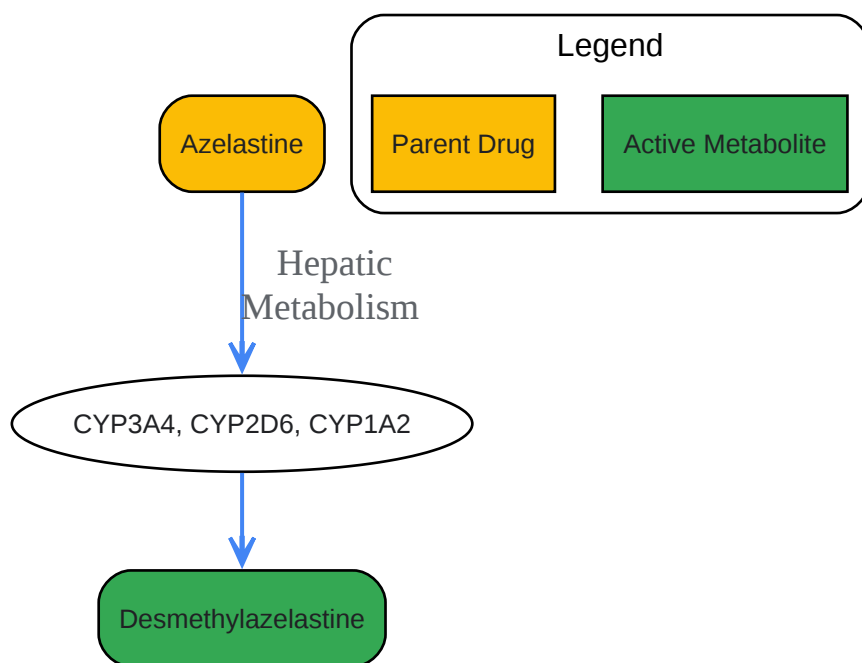 Legend
Azelastine
Parent Drug
Active Metabolite
Hepatic
Metabolism
CYP3A4, CYP2D6, CYP1A2
Desmethylazelastine